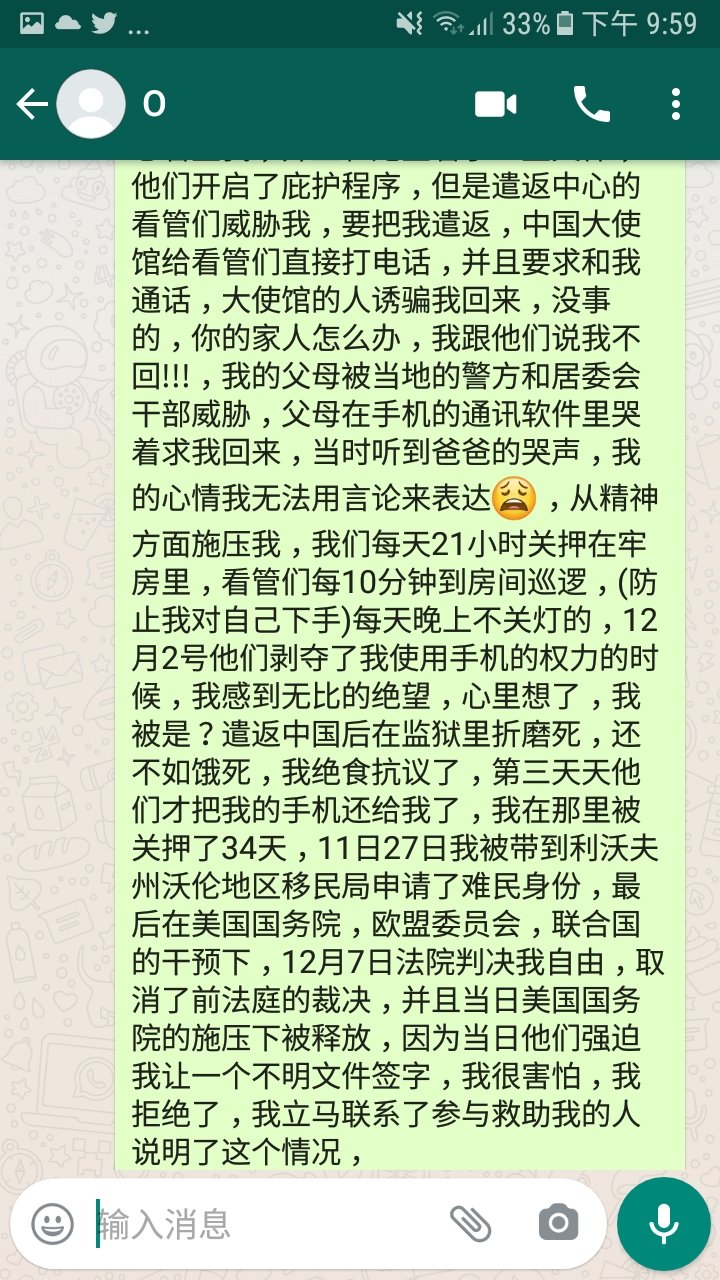 ... 33% 下午 9:59
O
他们开启了庇护程序，但是遣返中心的
看管们威胁我，要把我遣返，中国大使
馆给看管们直接打电话，并且要求和我
通话，大使馆的人诱骗我回来，没事
的，你的家人怎么办，我跟他们说我不
回!!!，我的父母被当地的警方和居委会
干部威胁，父母在手机的通讯软件里哭
着求我回来，当时听到爸爸的哭声，我
的心情我无法用言论来表达😩，从精神
方面施压我，我们每天21小时关押在牢
房里，看管们每10分钟到房间巡逻，(防
止我对自己下手)每天晚上不关灯的，12
月2号他们剥夺了我使用手机的权力的时
候，我感到无比的绝望，心里想了，我
被是？遣返中国后在监狱里折磨死，还
不如饿死，我绝食抗议了，第三天天他
们才把我的手机还给我了，我在那里被
关押了34天，11日27日我被带到利沃夫
州沃伦地区移民局申请了难民身份，最
后在美国国务院，欧盟委员会，联合国
的干预下，12月7日法院判决我自由，取
消了前法庭的裁决，并且当日美国国务
院的施压下被释放，因为当日他们强迫
我让一个不明文件签字，我很害怕，我
拒绝了，我立马联系了参与救助我的人
说明了这个情况，
输入消息